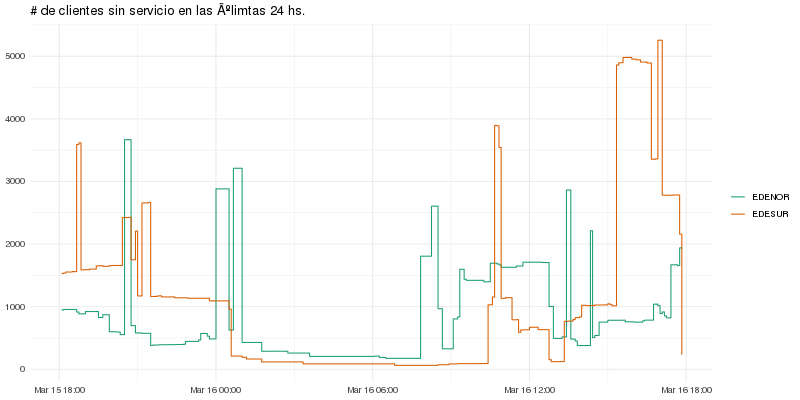 # de clientes sin servicio en las Ãºlimtas 24 hs.
5000
4000
3000
2000
1000
0
Mar 15 18:00
Mar 16 00:00
Mar 16 06:00
Mar 16 12:00
Mar 16 18:00
EDENOR
EDESUR